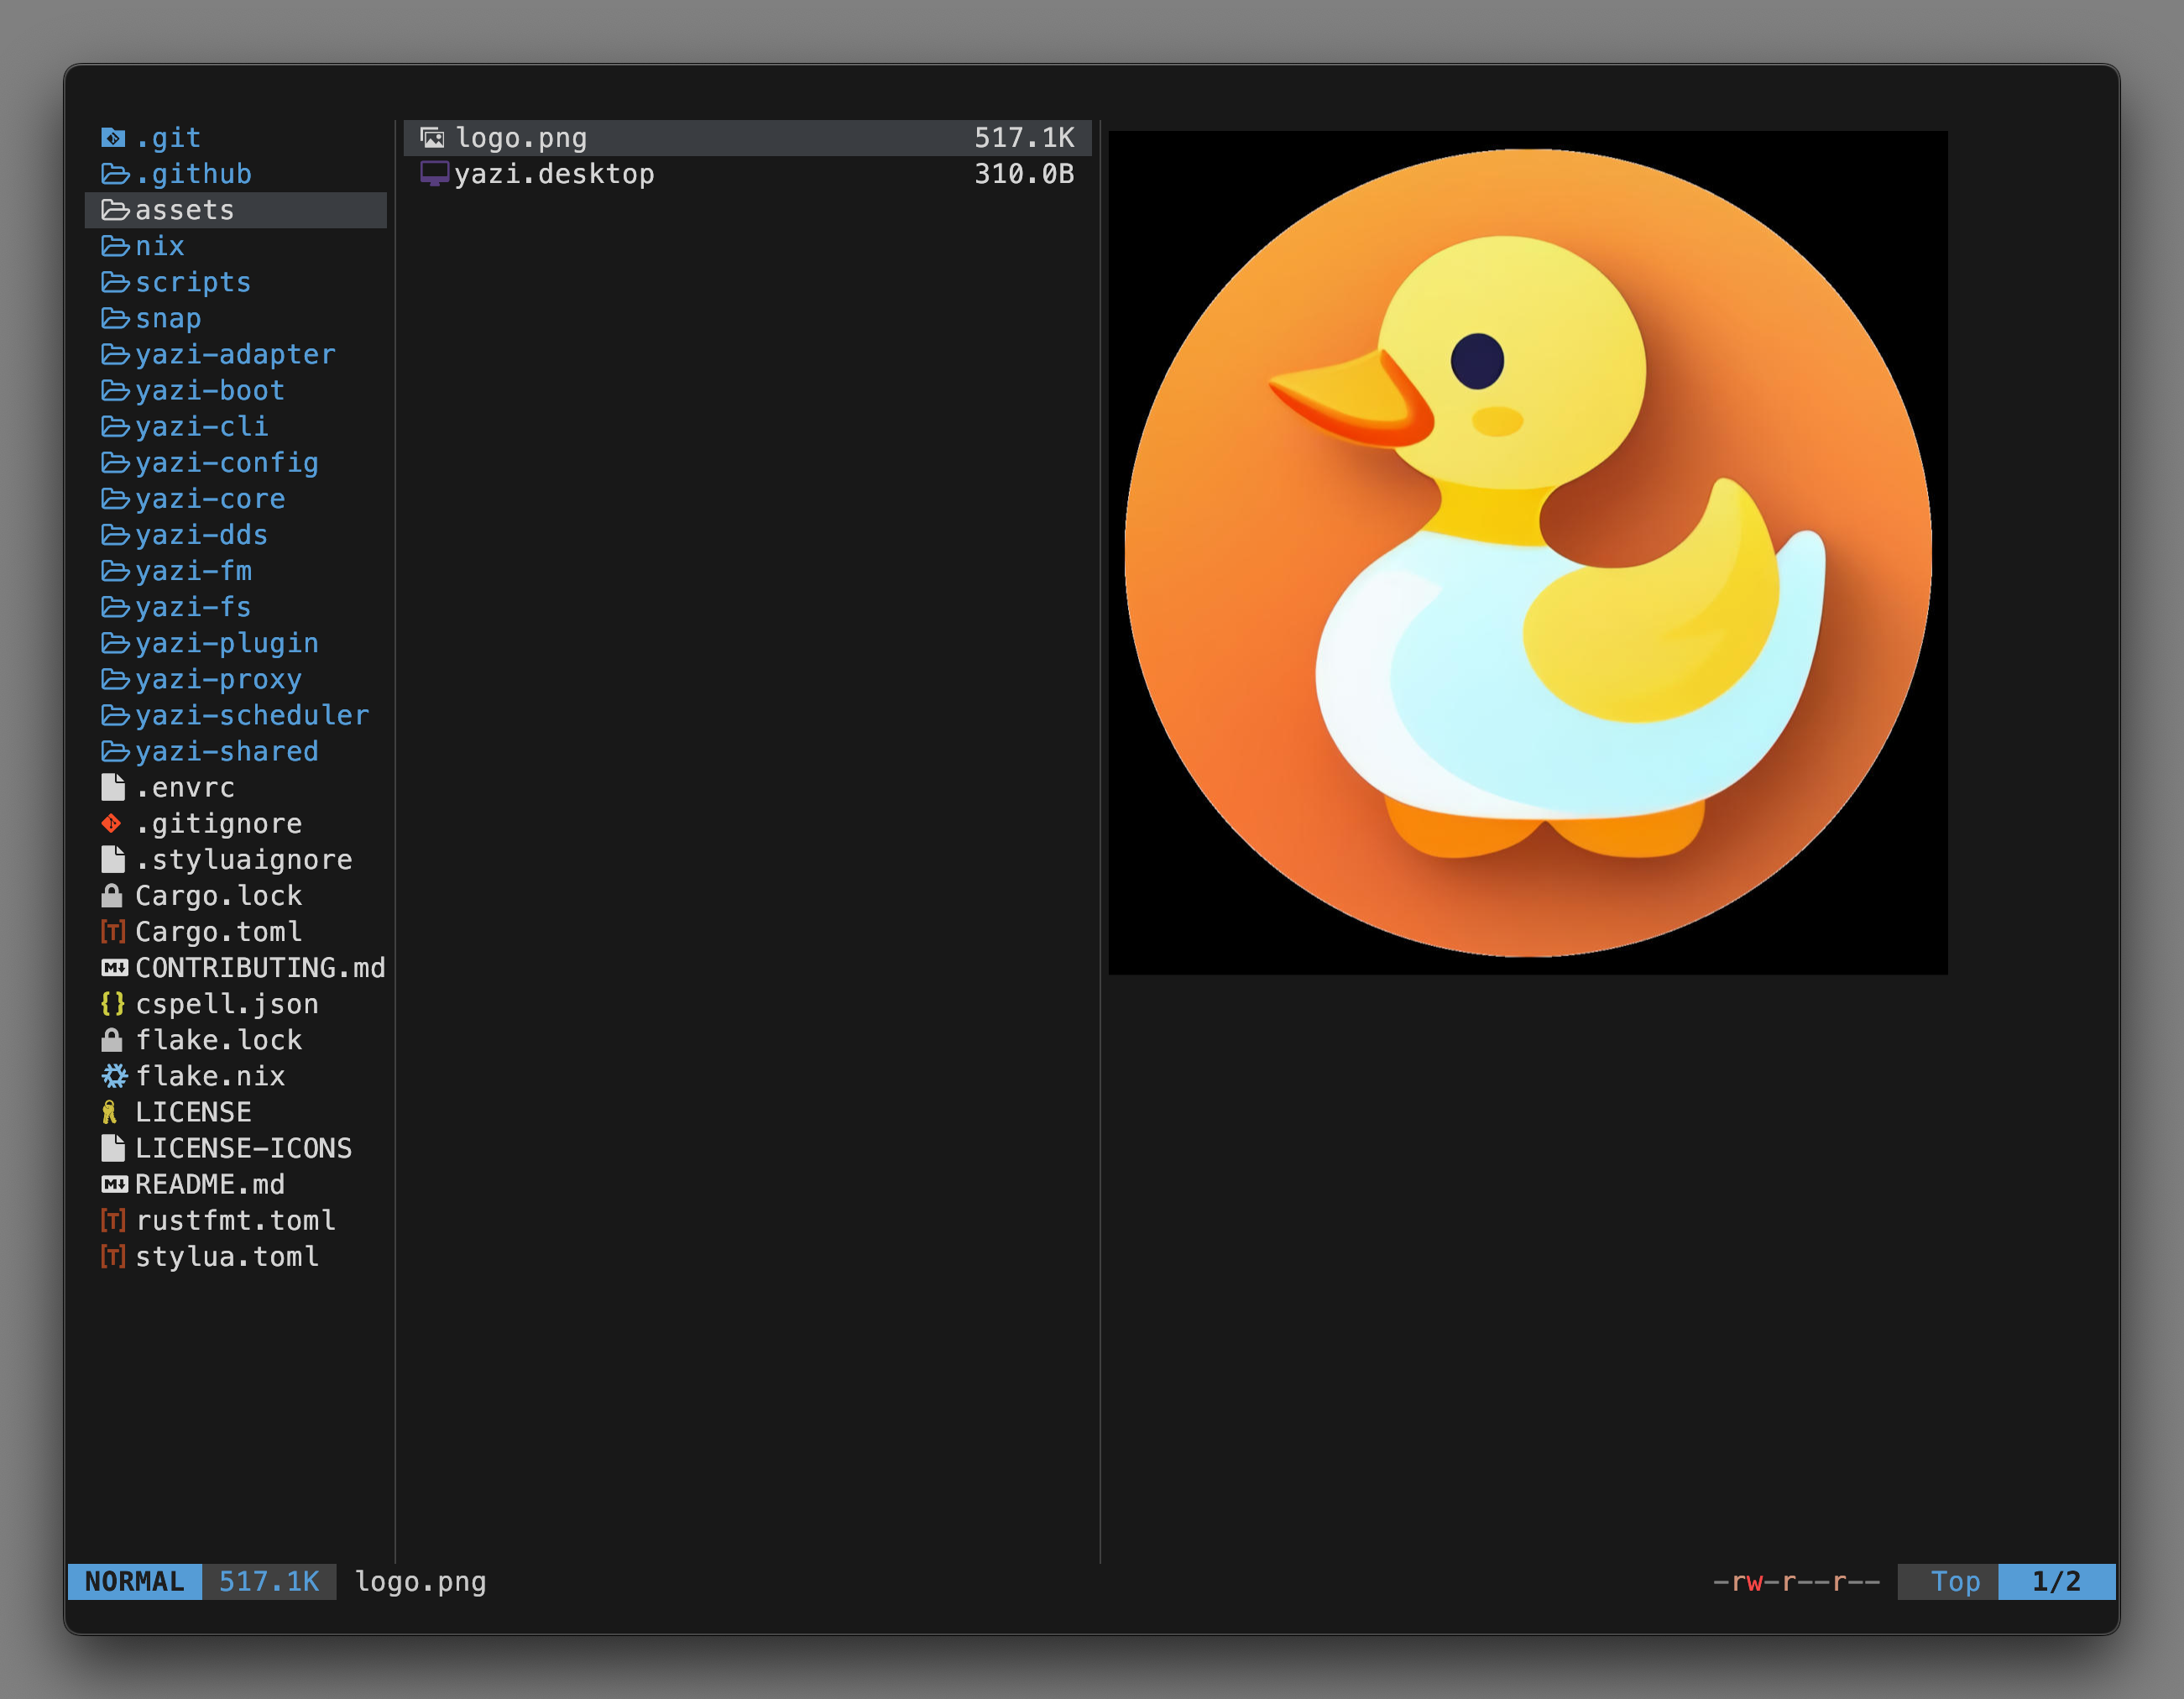 .git
.github
assets
nix
scripts
snap
yazi-adapter
yazi-boot
yazi-cli
yazi-config
yazi-core
yazi-dds
yazi-fm
yazi-fs
yazi-plugin
yazi-proxy
yazi-scheduler
yazi-shared
.envrc
.gitignore
.styluaignore
Cargo.lock
Cargo.toml
CONTRIBUTING.md
cspell.json
flake.lock
flake.nix
LICENSE
LICENSE-ICONS
README.md
rustfmt.toml
stylua.toml
logo.png 517.1K
yazi.desktop 310.0B
NORMAL 517.1K logo.png -rw-r--r-- Top 1/2